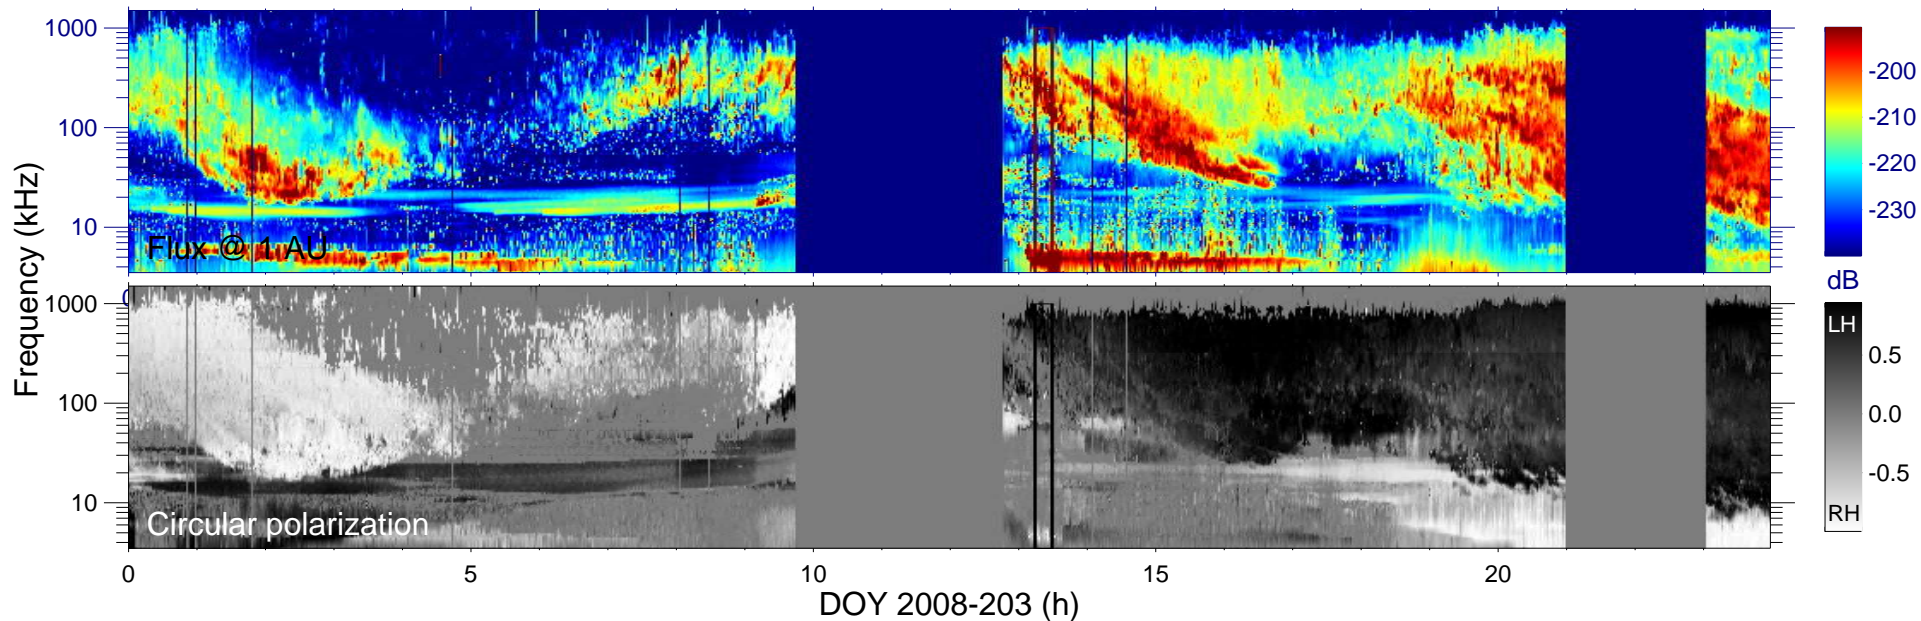 Frequency (kHz)
1000
100
10
Flux @ 1 AU
-200
-210
-220
-230
dB
0
1000
100
10
Circular polarization
LH
0.5
0.0
-0.5
RH
0
5
10
15
20
DOY 2008-203 (h)